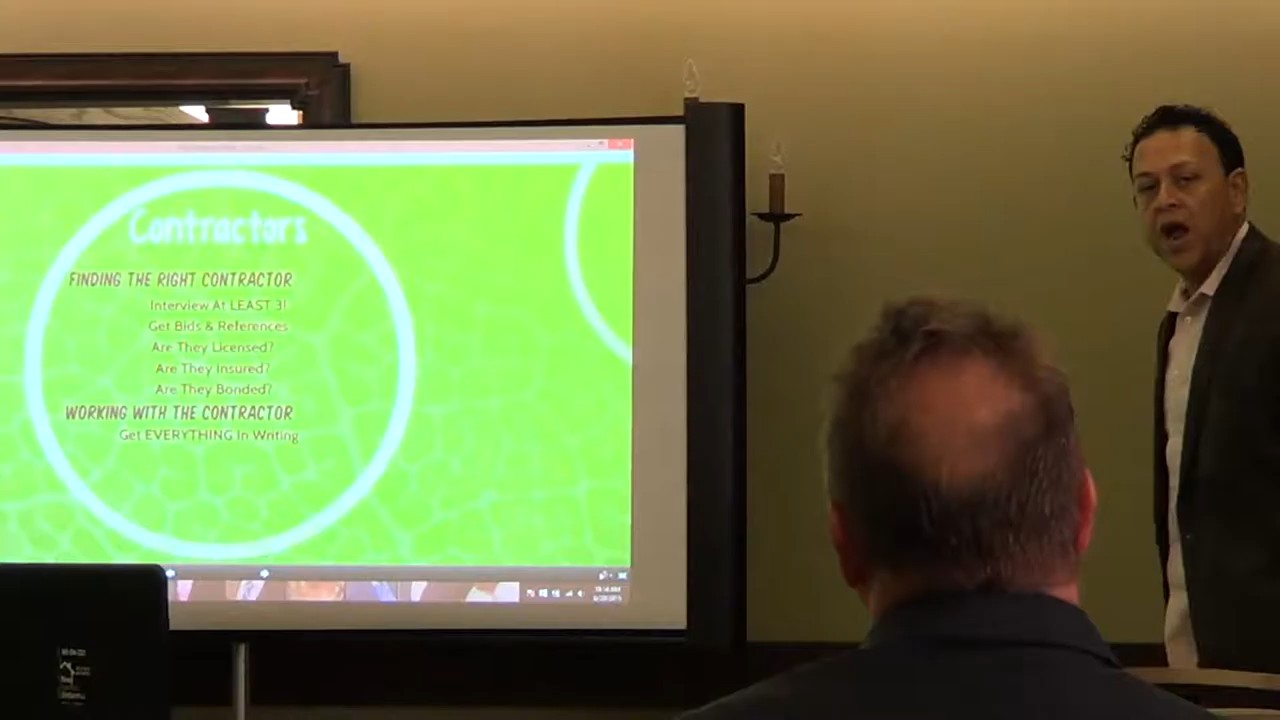 Contractors
FINDING THE RIGHT CONTRACTOR
Interview At LEAST 3!
Get Bids & References
Are They Licensed?
Are They Insured?
Are They Bonded?
WORKING WITH THE CONTRACTOR
Get EVERYTHING In Writing